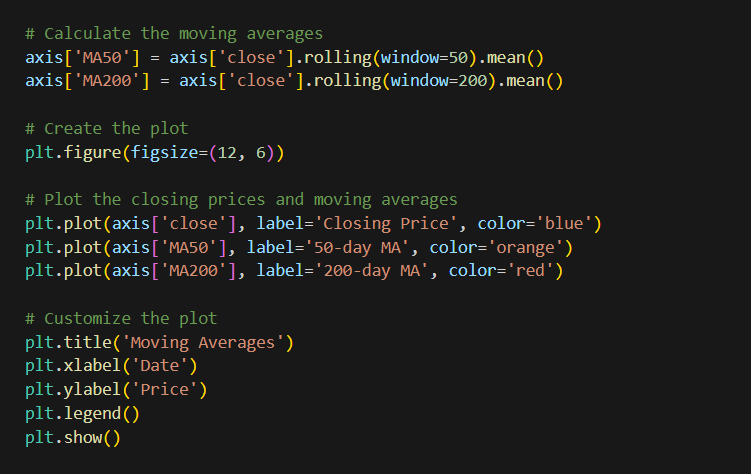 # Calculate the moving averages
axis['MA50'] = axis['close'].rolling(window=50).mean()
axis['MA200'] = axis['close'].rolling(window=200).mean()
# Create the plot
plt.figure(figsize=(12, 6))
# Plot the closing prices and moving averages
plt.plot(axis['close'], label='Closing Price', color='blue')
plt.plot(axis['MA50'], label='50-day MA', color='orange')
plt.plot(axis['MA200'], label='200-day MA', color='red')
# Customize the plot
plt.title('Moving Averages')
plt.xlabel('Date')
plt.ylabel('Price')
plt.legend()
plt.show()